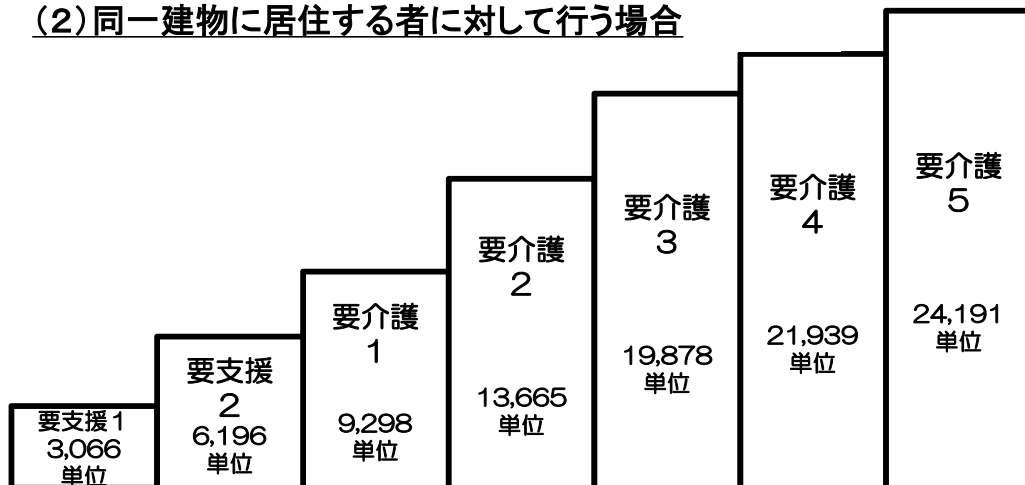 （２）同一建物に居住する者に対して行う場合
要支援１
3,066
単位
要支援
２
6,196
単位
要介護
１
9,298
単位
要介護
２
13,665
単位
要介護
３
19,878
単位
要介護
４
21,939
単位
要介護
５
24,191
単位